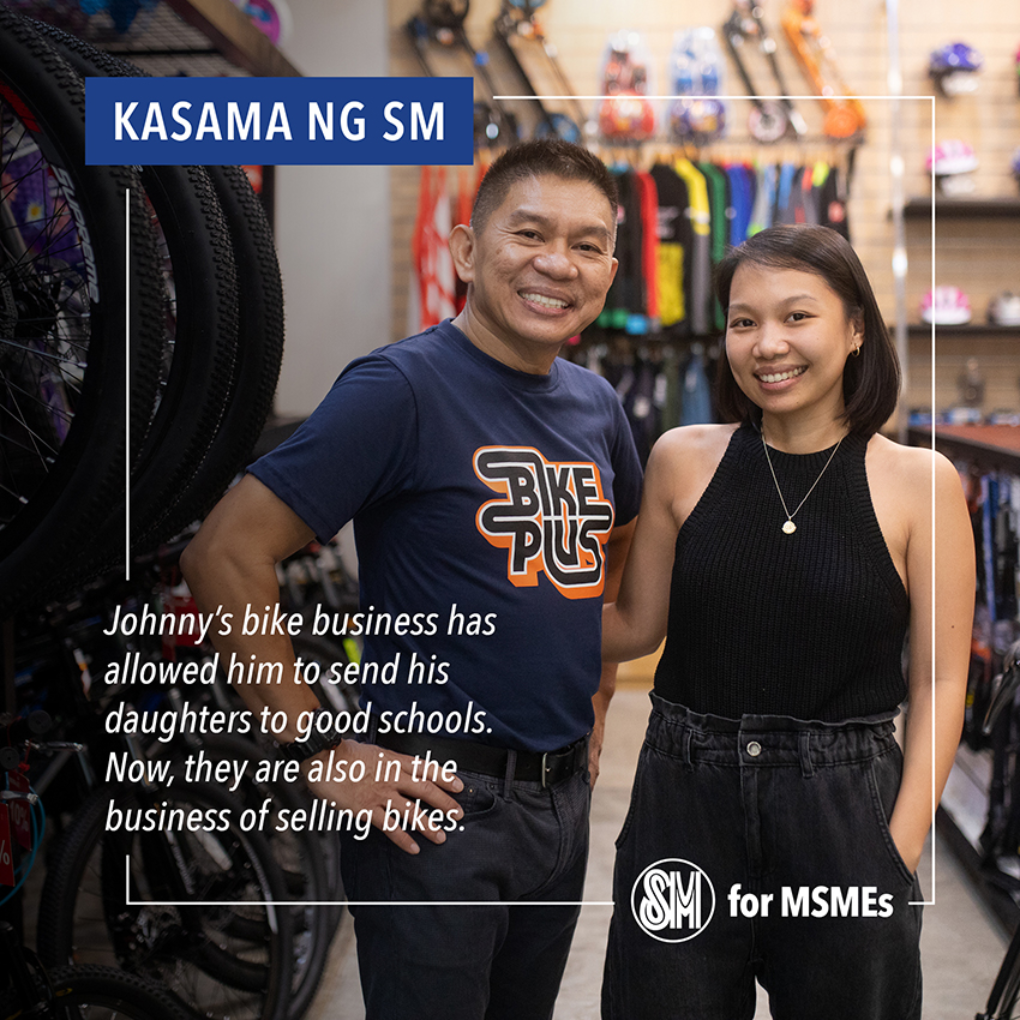 KASAMA NG SM
BIKE
PLUS
Johnny's bike business has
allowed him to send his
daughters to good schools.
Now, they are also in the
business of selling bikes.
SM for MSMEs